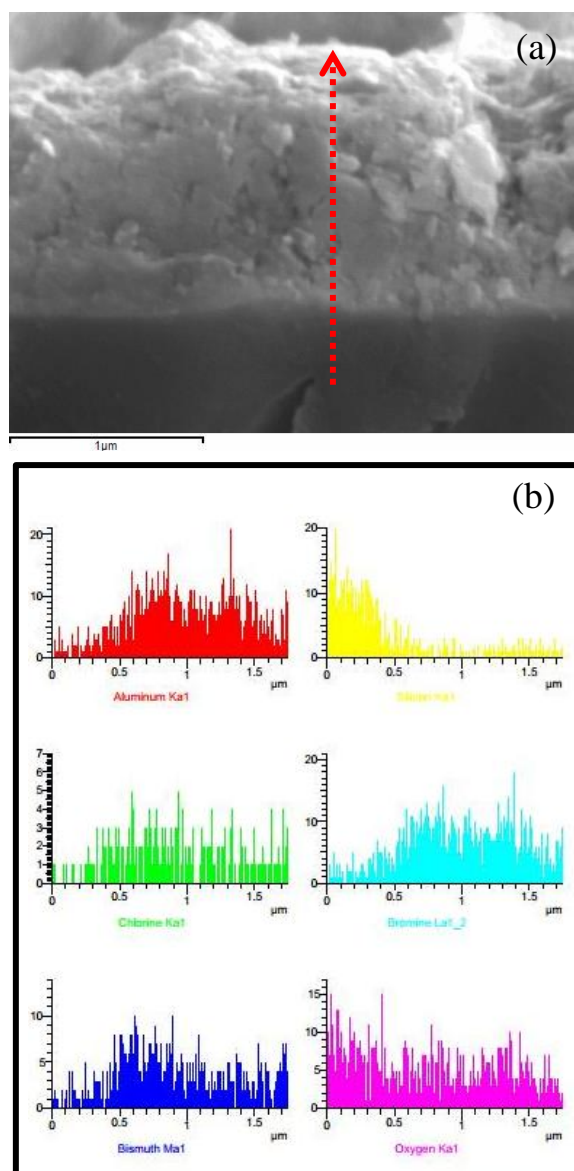 (a)
1µm
(b)
20
10
0
0 0.5 1 1.5
µm
Aluminum Ka1
20
10
0
0 0.5 1 1.5
µm
Silicon Ka1
7
6
5
4
3
2
1
0
0 0.5 1 1.5
µm
Chlorine Ka1
20
10
0
0 0.5 1 1.5
µm
Bromine La1_2
10
5
0
0 0.5 1 1.5
µm
Bismuth Ma1
15
10
5
0
0 0.5 1 1.5
µm
Oxygen Ka1